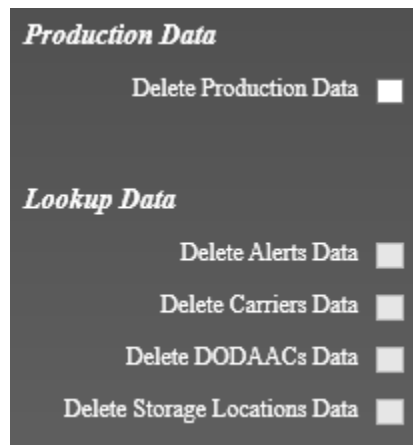 Production Data
Delete Production Data
Lookup Data
Delete Alerts Data
Delete Carriers Data
Delete DODAACs Data
Delete Storage Locations Data